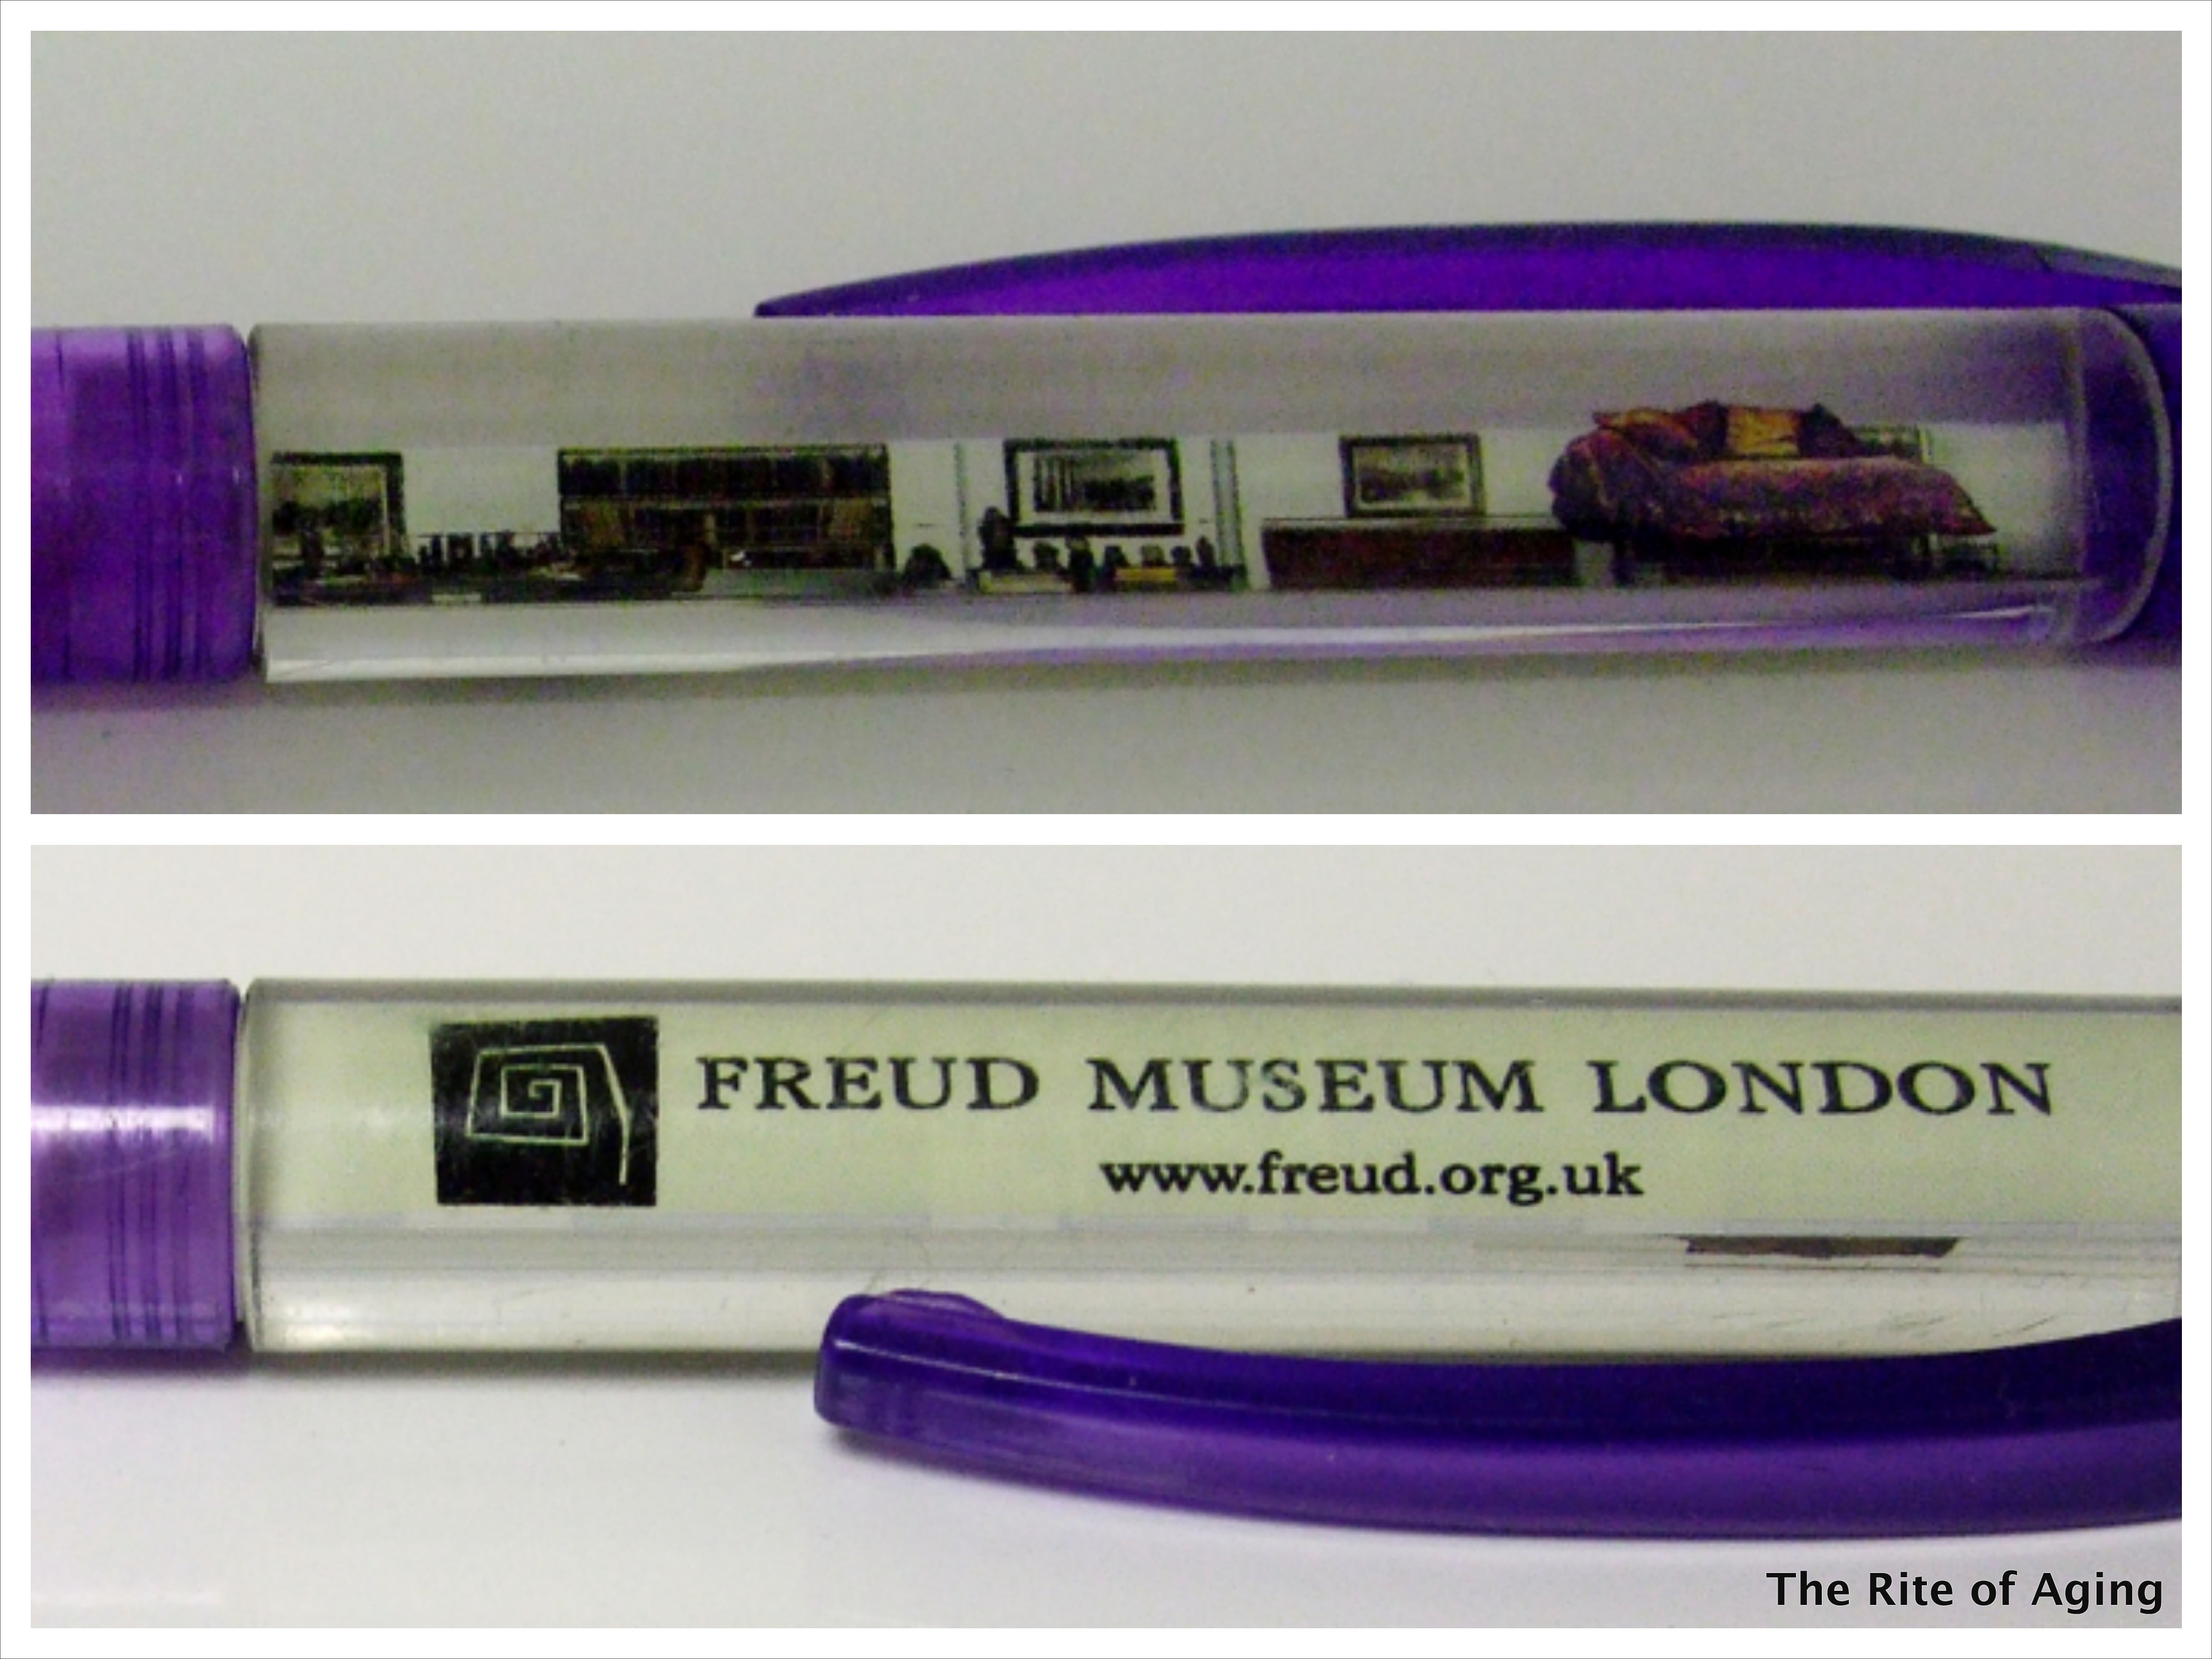 FREUD MUSEUM LONDON
www.freud.org.uk
The Rite of Aging